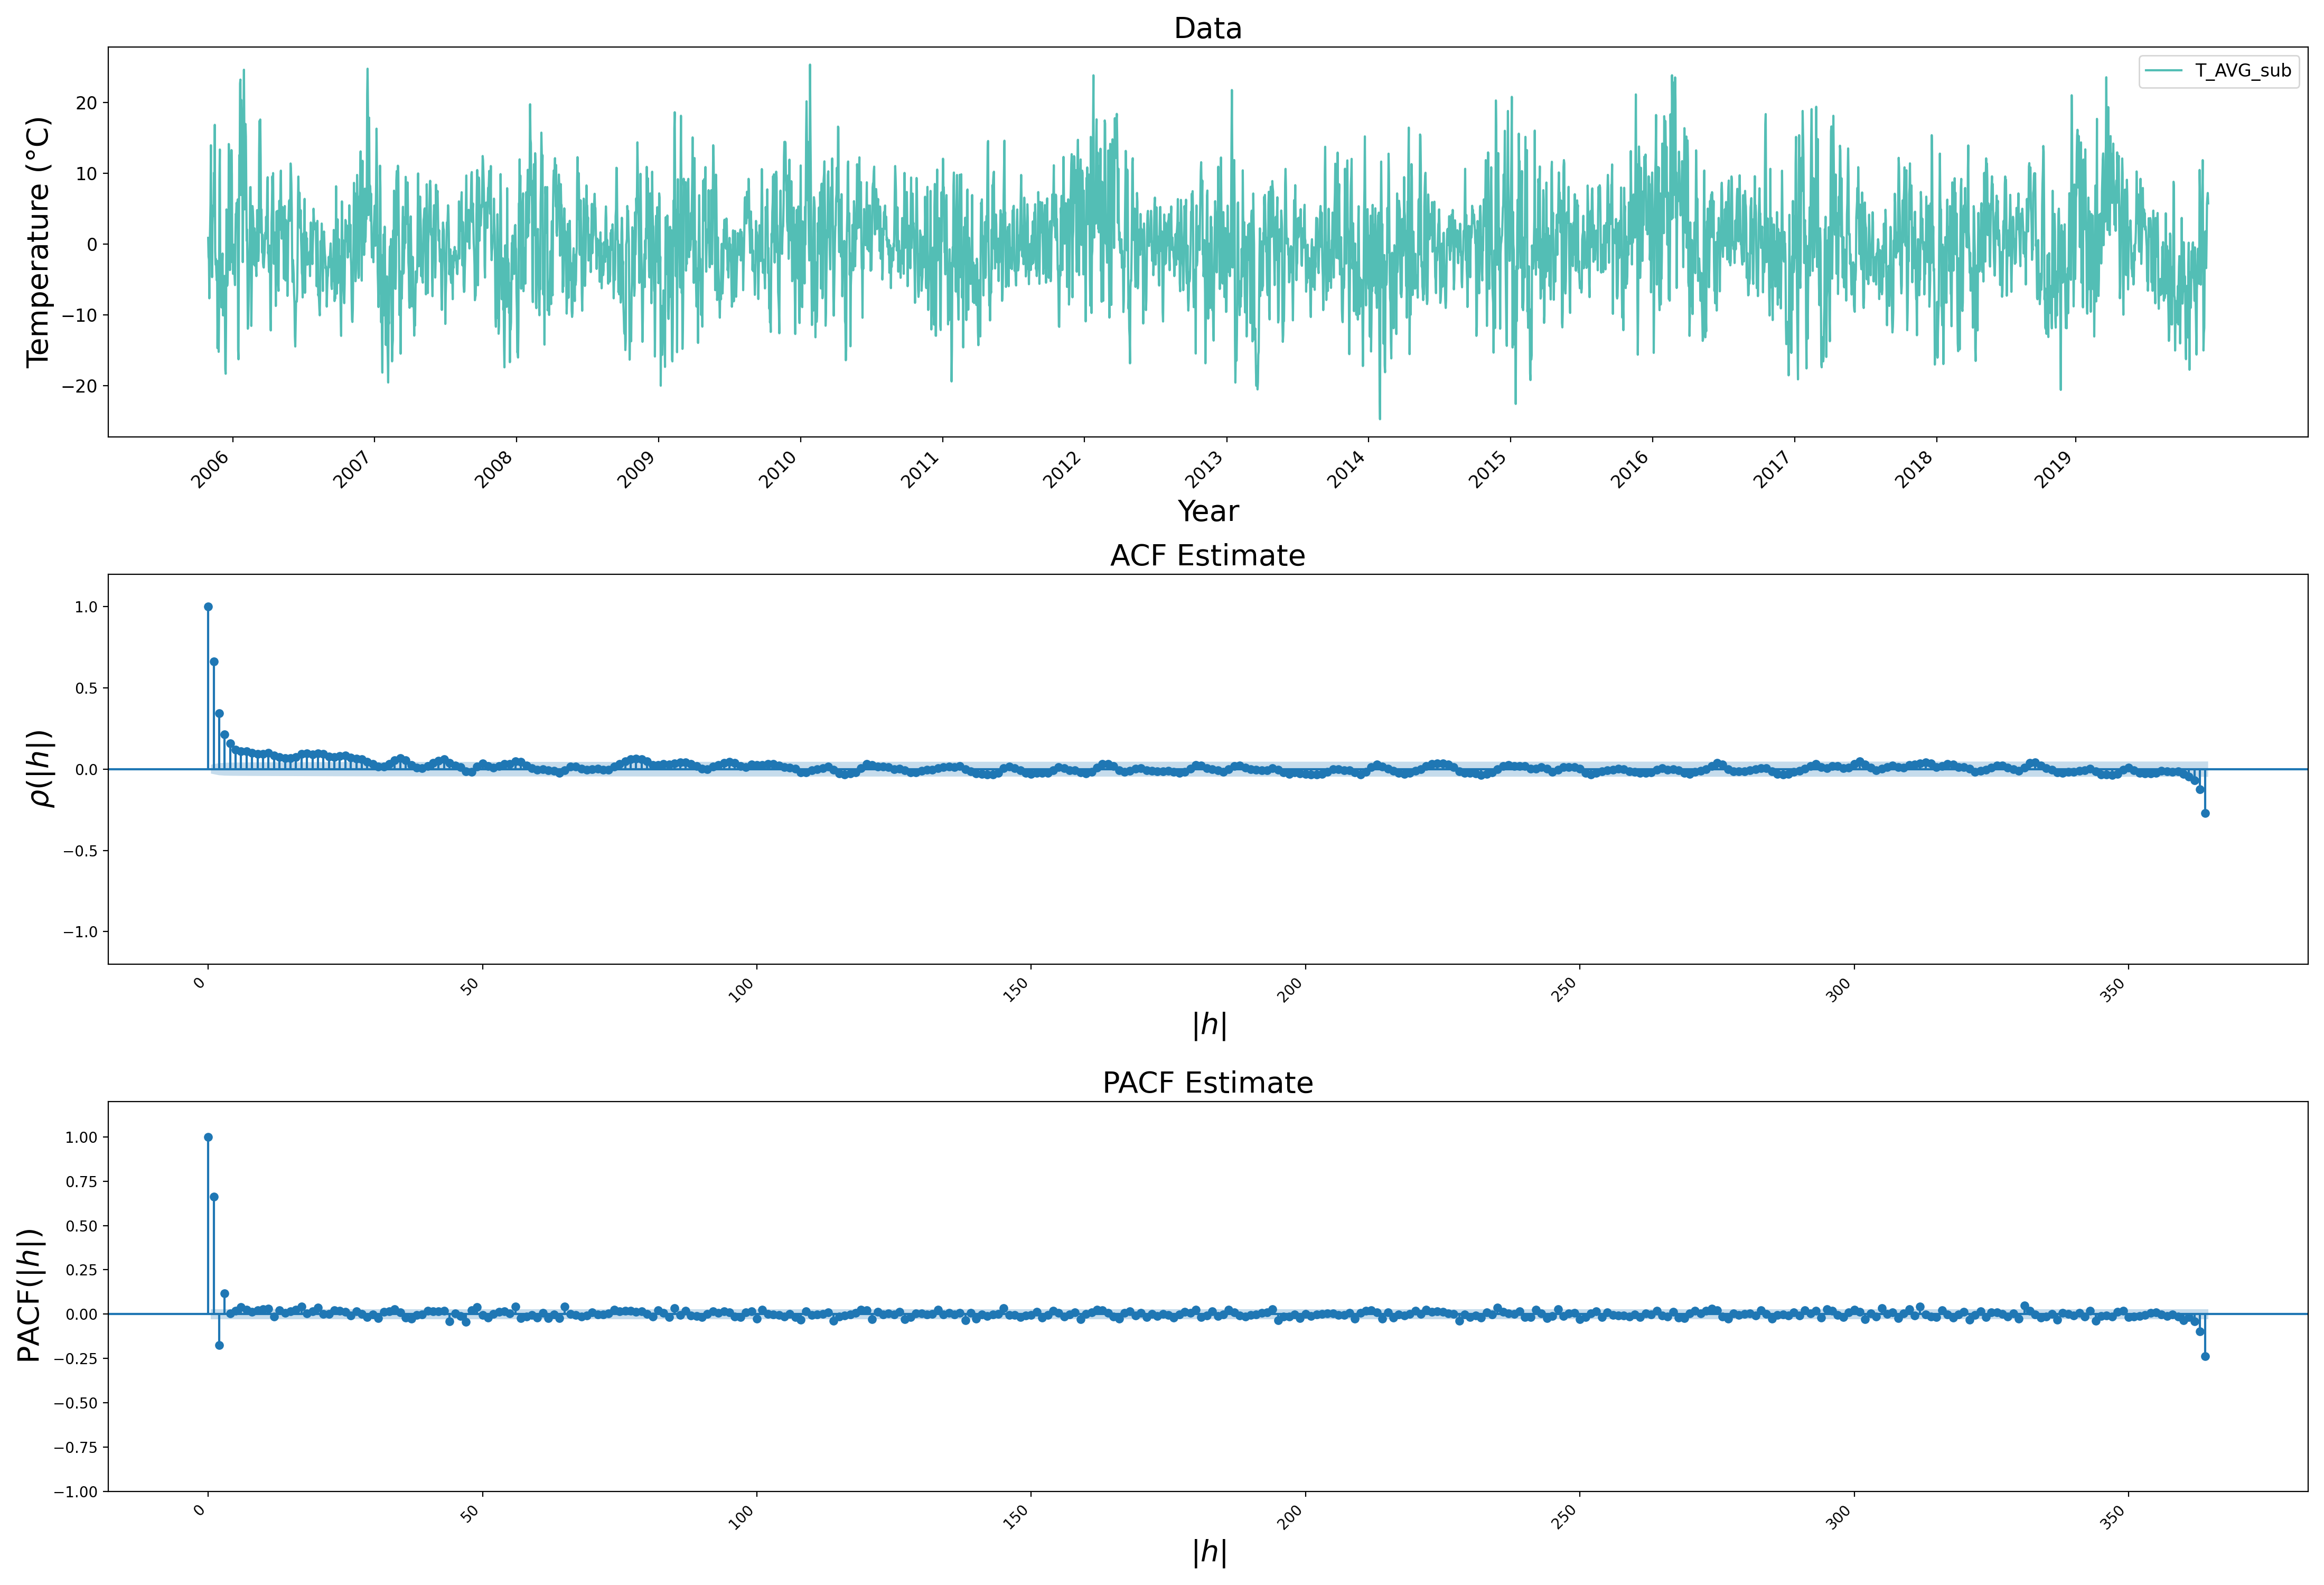 Data
Temperature (°C)
20
10
0
−10
−20
T_AVG_sub
2006 2007 2008 2009 2010 2011 2012 2013 2014 2015 2016 2017 2018 2019
Year
ACF Estimate
ρ(|h|)
1.0
0.5
0.0
−0.5
−1.0
0 50 100 150 200 250 300 350
|h|
PACF Estimate
PACF(|h|)
1.00
0.75
0.50
0.25
0.00
−0.25
−0.50
−0.75
−1.00
0 50 100 150 200 250 300 350
|h|